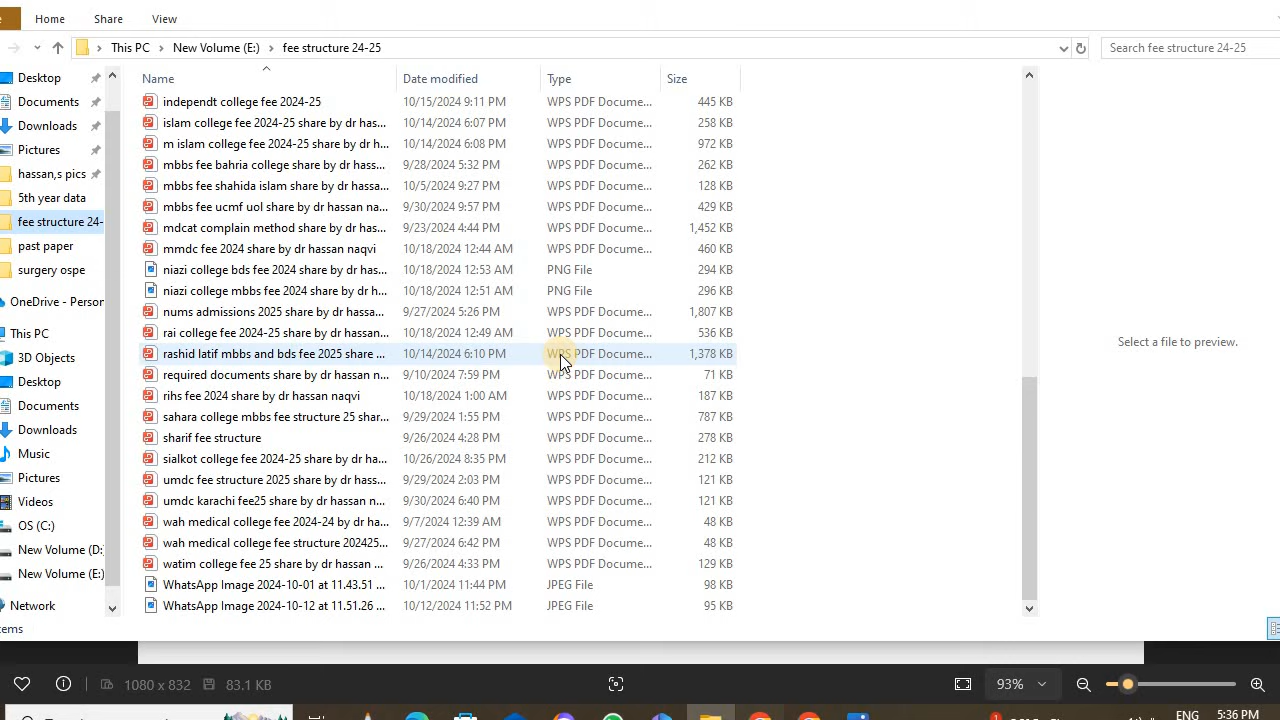 Home Share View
This PC New Volume (E:) fee structure 24-25
Search fee structure 24-25
Name Date modified Type Size
independt college fee 2024-25 10/15/2024 9:11 PM WPS PDF Docume... 445 KB
islam college fee 2024-25 share by dr has... 10/14/2024 6:07 PM WPS PDF Docume... 258 KB
m islam college fee 2024-25 share by dr h... 10/14/2024 6:08 PM WPS PDF Docume... 972 KB
mbbs fee bahria college share by dr hass... 9/28/2024 5:32 PM WPS PDF Docume... 262 KB
mbbs fee shahida islam share by dr hassa... 10/5/2024 9:27 PM WPS PDF Docume... 128 KB
mbbs fee ucmf uol share by dr hassan na... 9/30/2024 9:57 PM WPS PDF Docume... 429 KB
mdcat complain method share by dr has... 9/23/2024 4:44 PM WPS PDF Docume... 1,452 KB
mmdc fee 2024 share by dr hassan naqvi 10/18/2024 12:44 AM WPS PDF Docume... 460 KB
niazi college bds fee 2024 share by dr has... 10/18/2024 12:53 AM PNG File 294 KB
niazi college mbbs fee 2024 share by dr h... 10/18/2024 12:51 AM PNG File 296 KB
nums admissions 2025 share by dr hassa... 9/27/2024 5:26 PM WPS PDF Docume... 1,807 KB
rai college fee 2024-25 share by dr hassan... 10/18/2024 12:49 AM WPS PDF Docume... 536 KB
rashid latif mbbs and bds fee 2025 share ... 10/14/2024 6:10 PM WPS PDF Docume... 1,378 KB
required documents share by dr hassan n... 9/10/2024 7:59 PM WPS PDF Docume... 71 KB
rihs fee 2024 share by dr hassan naqvi 10/18/2024 1:00 AM WPS PDF Docume... 187 KB
sahara college mbbs fee structure 25 shar... 9/29/2024 1:55 PM WPS PDF Docume... 787 KB
sharif fee structure 9/26/2024 4:28 PM WPS PDF Docume... 278 KB
sialkot college fee 2024-25 share by dr ha... 10/26/2024 8:35 PM WPS PDF Docume... 212 KB
umdc fee structure 2025 share by dr hass... 9/29/2024 2:03 PM WPS PDF Docume... 121 KB
umdc karachi fee25 share by dr hassan n... 9/30/2024 6:40 PM WPS PDF Docume... 121 KB
wah medical college fee 2024-24 by dr ha... 9/7/2024 12:39 AM WPS PDF Docume... 48 KB
wah medical college fee structure 202425... 9/27/2024 6:42 PM WPS PDF Docume... 48 KB
watim college fee 25 share by dr hassan ... 9/26/2024 4:33 PM WPS PDF Docume... 129 KB
WhatsApp Image 2024-10-01 at 11.43.51 ... 10/1/2024 11:44 PM JPEG File 98 KB
WhatsApp Image 2024-10-12 at 11.51.26 ... 10/12/2024 11:52 PM JPEG File 95 KB
Desktop
Documents
Downloads
Pictures
hassan,s pics
5th year data
fee structure 24-
past paper
surgery ospe
OneDrive - Person
This PC
3D Objects
Desktop
Documents
Downloads
Music
Pictures
Videos
OS (C:)
New Volume (D:
New Volume (E:)
Network
Select a file to preview.
ems
1080 x 832 83.1 KB
93%
ENG 5:36 PM